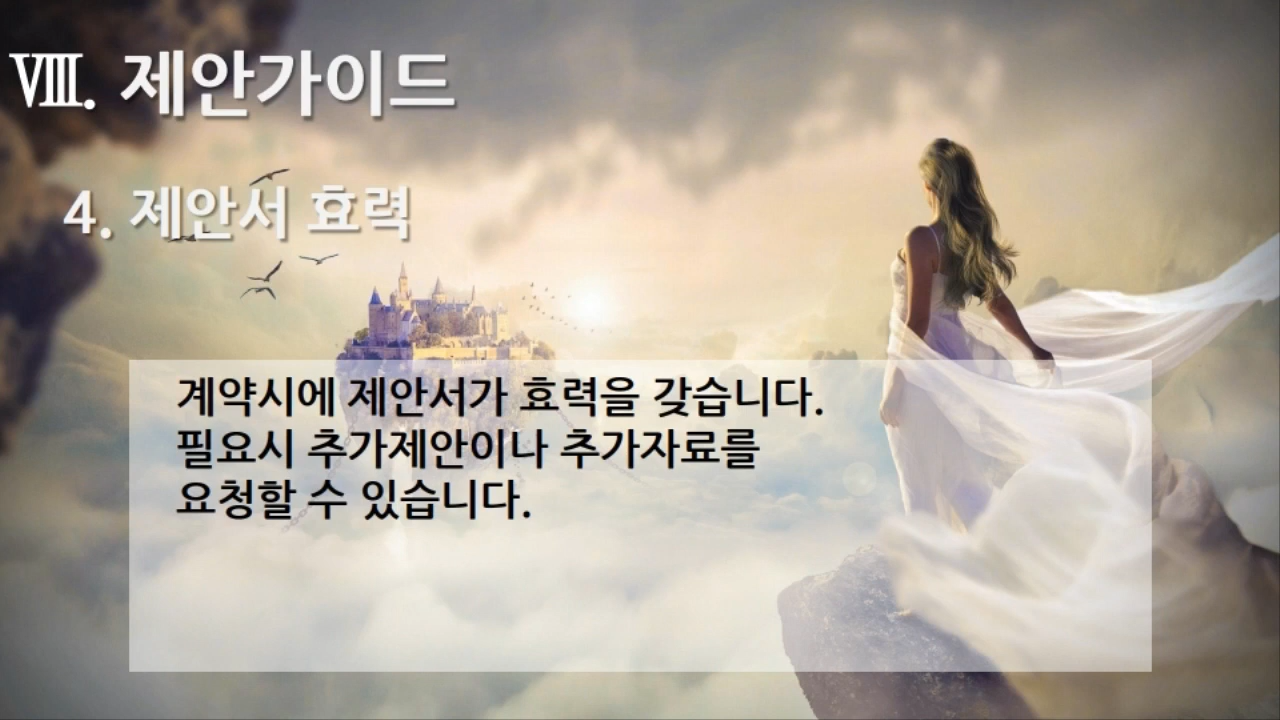 Ⅷ. 제안가이드
4. 제안서 효력
계약시에 제안서가 효력을 갖습니다.
필요시 추가제안이나 추가자료를
요청할 수 있습니다.